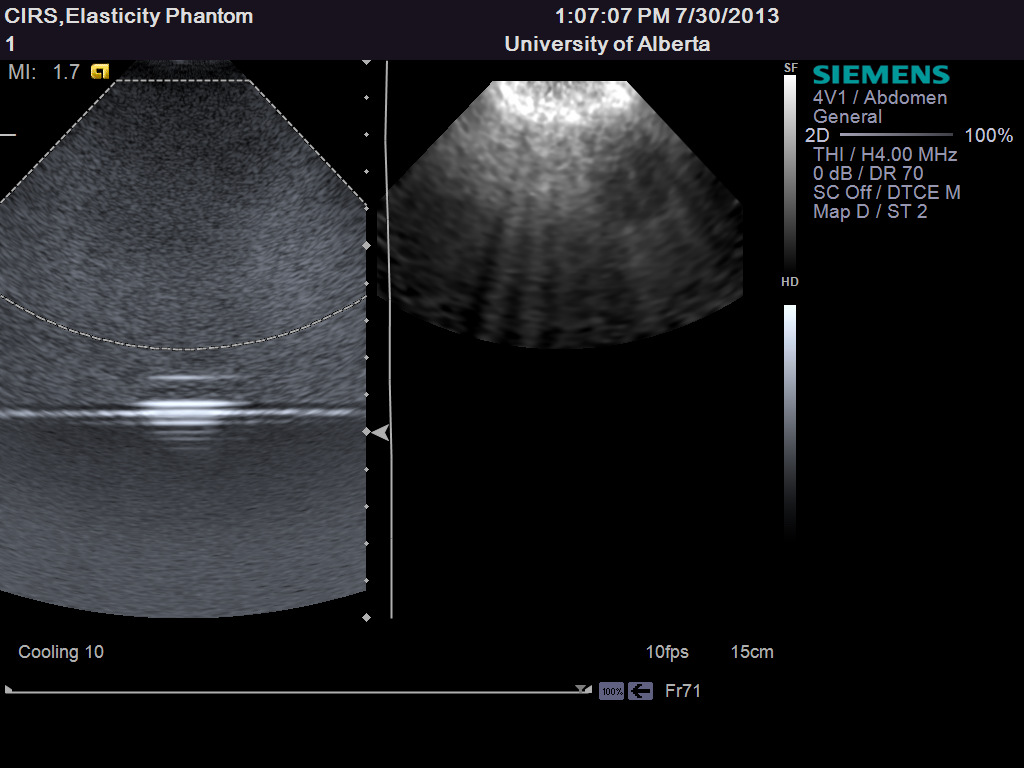 CIRS,Elasticity Phantom 1:07:07 PM 7/30/2013
1 University of Alberta
MI: 1.7
SF
SIEMENS
4V1 / Abdomen
General
2D 100%
THI / H4.00 MHz
0 dB / DR 70
SC Off / DTCE M
Map D / ST 2
HD
Cooling 10 10fps 15cm
100% Fr71